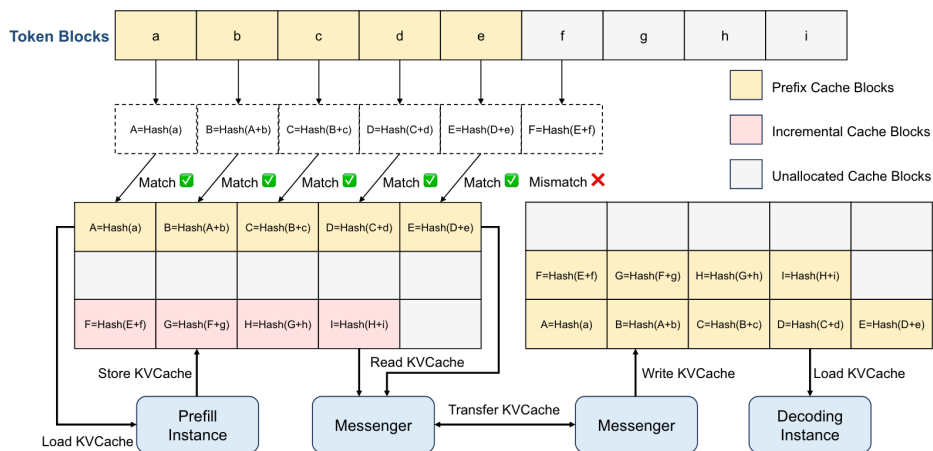 Token Blocks
a b c d e f g h i
Prefix Cache Blocks
A=Hash(a) B=Hash(A+b) C=Hash(B+c) D=Hash(C+d) E=Hash(D+e) F=Hash(E+f)
Incremental Cache Blocks
Match ✅ Match ✅ Match ✅ Match ✅ Match ✅ Mismatch ❌
Unallocated Cache Blocks
A=Hash(a) B=Hash(A+b) C=Hash(B+c) D=Hash(C+d) E=Hash(D+e)
F=Hash(E+f) G=Hash(F+g) H=Hash(G+h) I=Hash(H+i)
F=Hash(E+f) G=Hash(F+g) H=Hash(G+h) I=Hash(H+i)
A=Hash(a) B=Hash(A+b) C=Hash(B+c) D=Hash(C+d) E=Hash(D+e)
Store KVCache
Read KVCache
Write KVCache
Load KVCache
Load KVCache
Prefill
Instance
Messenger
Transfer KVCache
Messenger
Decoding
Instance